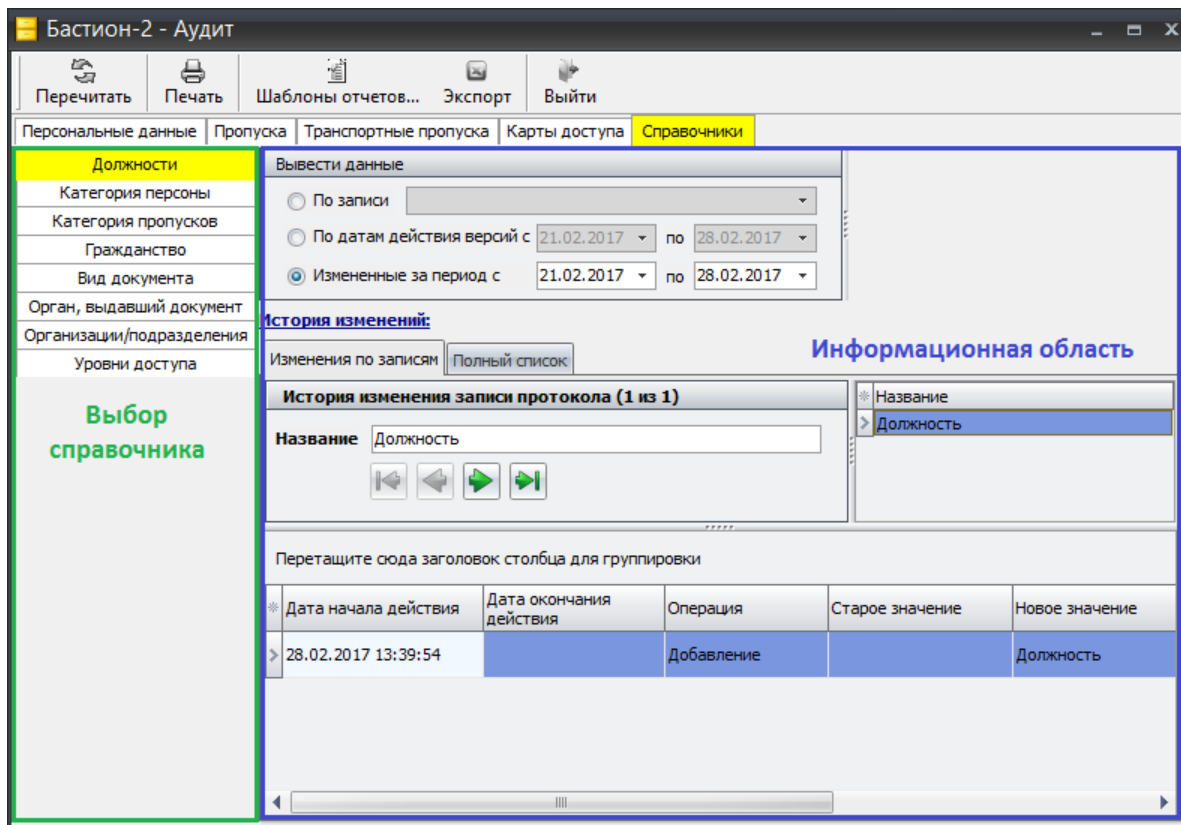 Бастион-2 - Аудит
Перечитать Печать Шаблоны отчетов... Экспорт Выйти
Персональные данные Пропуска Транспортные пропуска Карты доступа Справочники
Должности
Категория персоны
Категория пропусков
Гражданство
Вид документа
Орган, выдавший документ
Организации/подразделения
Уровни доступа
Выбор
справочника
Вывести данные
По записи
По датам действия версий с 21.02.2017 по 28.02.2017
Измененные за период с 21.02.2017 по 28.02.2017
История изменений:
Информационная область
Изменения по записям Полный список
История изменения записи протокола (1 из 1)
Название Должность
Название
Должность
Перетащите сюда заголовок столбца для группировки
Дата начала действия Дата окончания действия Операция Старое значение Новое значение
28.02.2017 13:39:54 Добавление Должность